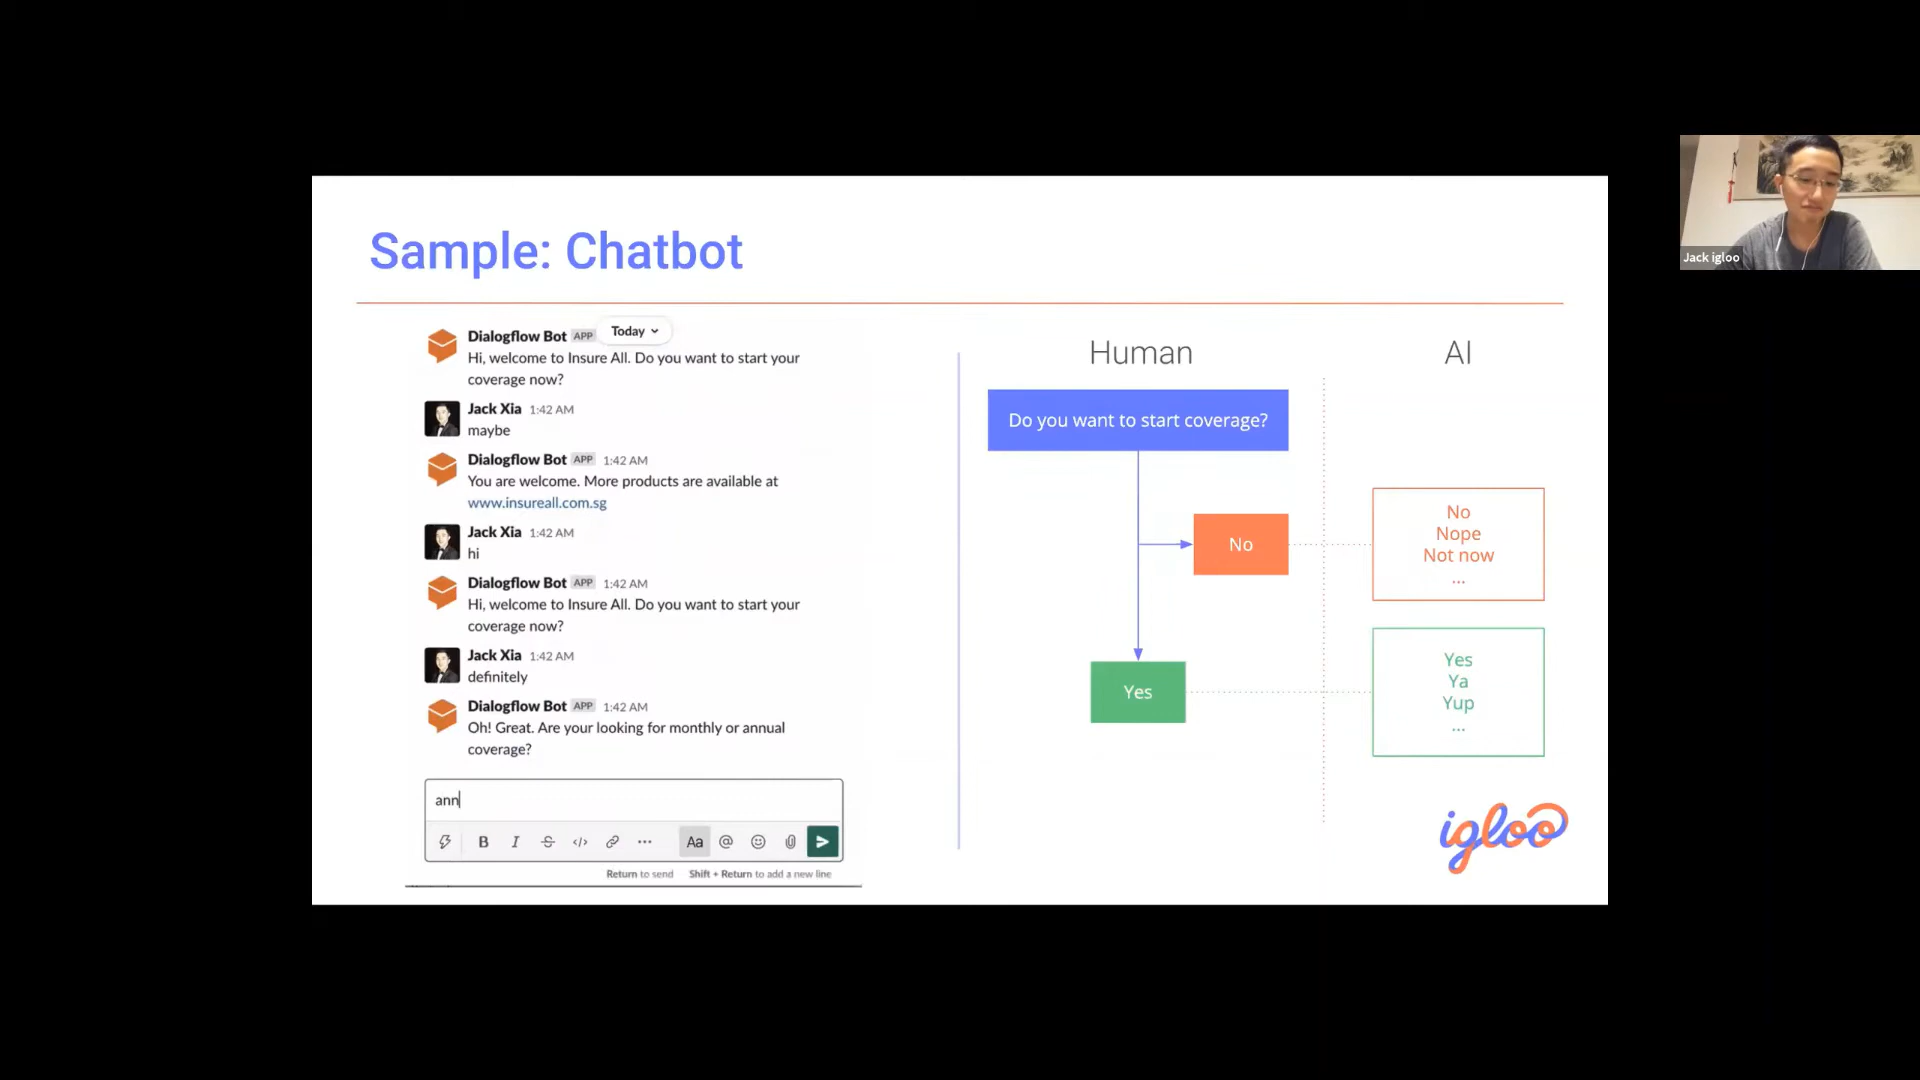 Sample: Chatbot
Dialogflow Bot APP Today
Hi, welcome to Insure All. Do you want to start your
coverage now?
Jack Xia 1:42 AM
maybe
Dialogflow Bot APP 1:42 AM
You are welcome. More products are available at
www.insureall.com.sg
Jack Xia 1:42 AM
hi
Dialogflow Bot APP 1:42 AM
Hi, welcome to Insure All. Do you want to start your
coverage now?
Jack Xia 1:42 AM
definitely
Dialogflow Bot APP 1:42 AM
Oh! Great. Are your looking for monthly or annual
coverage?
ann
B I S </> ... Aa @
Return to send Shift + Return to add a new line
Human
Do you want to start coverage?
No
Yes
AI
No
Nope
Not now
...
Yes
Ya
Yup
...
igloo
Jack igloo